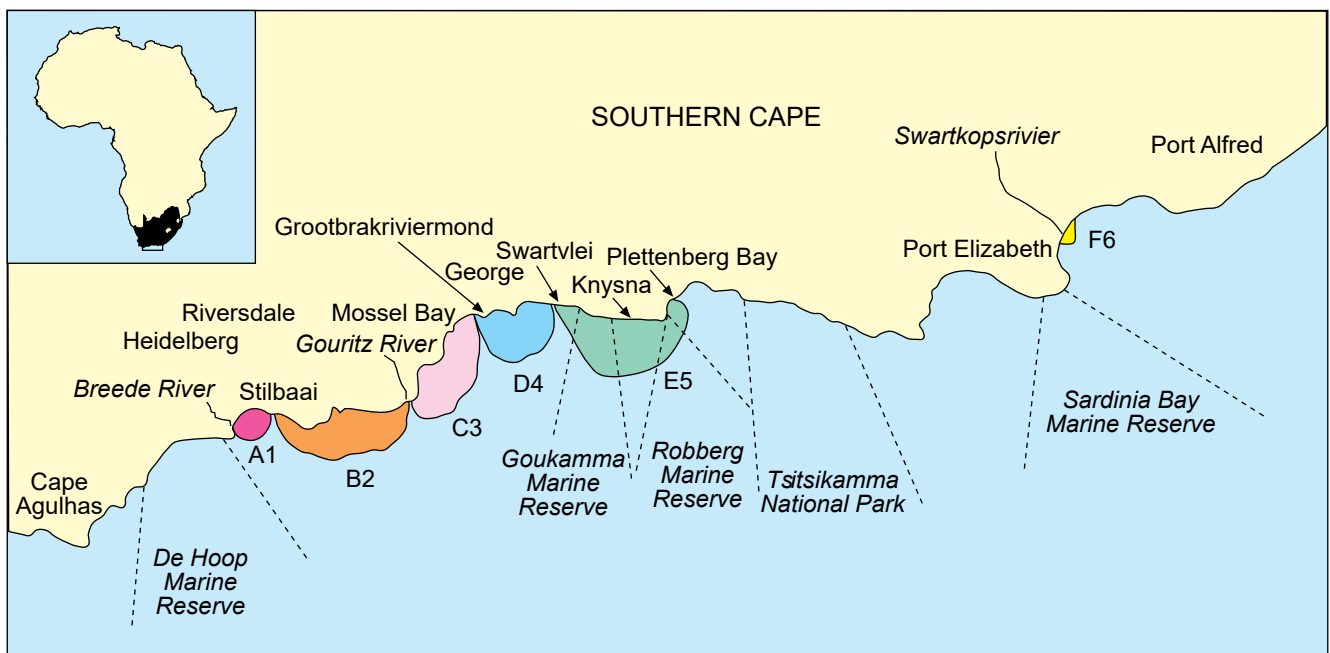 SOUTHERN CAPE
Swartkopsrivier
Port Alfred
Grootbrakriviermond
Swartvlei
Plettenberg Bay
Port Elizabeth
F6
George
Knysna
Riversdale
Mossel Bay
Heidelberg
Gouritz River
Breede River
Stilbaai
D4
E5
A1
C3
B2
Cape
Agulhas
Goukamma
Marine
Reserve
Robberg
Marine
Reserve
Tsitsikamma
National Park
Sardinia Bay
Marine Reserve
De Hoop
Marine
Reserve